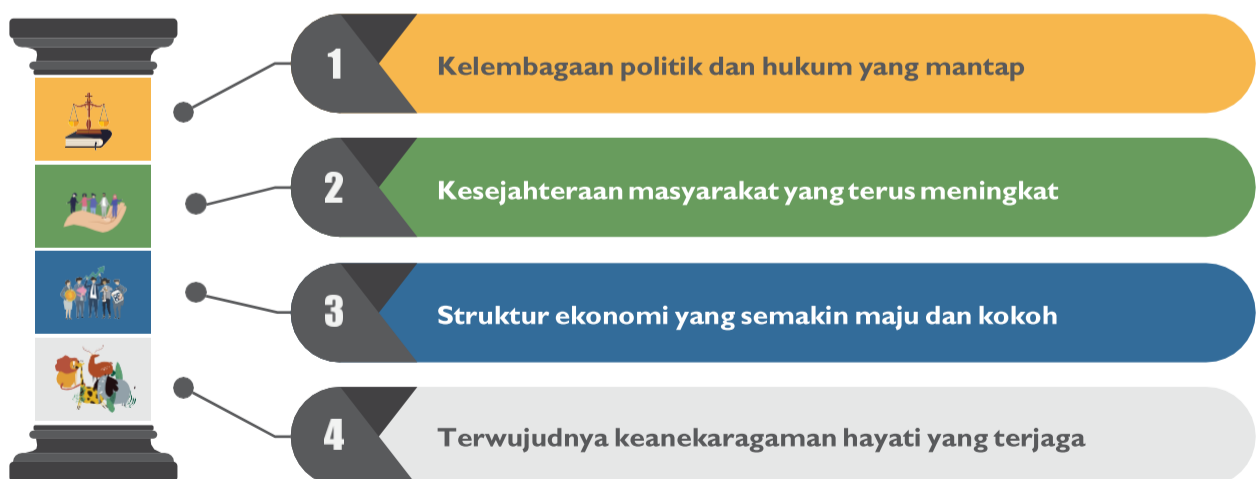 1
Kelembagaan politik dan hukum yang mantap
2
Kesejahteraan masyarakat yang terus meningkat
3
Struktur ekonomi yang semakin maju dan kokoh
4
Terwujudnya keanekaragaman hayati yang terjaga